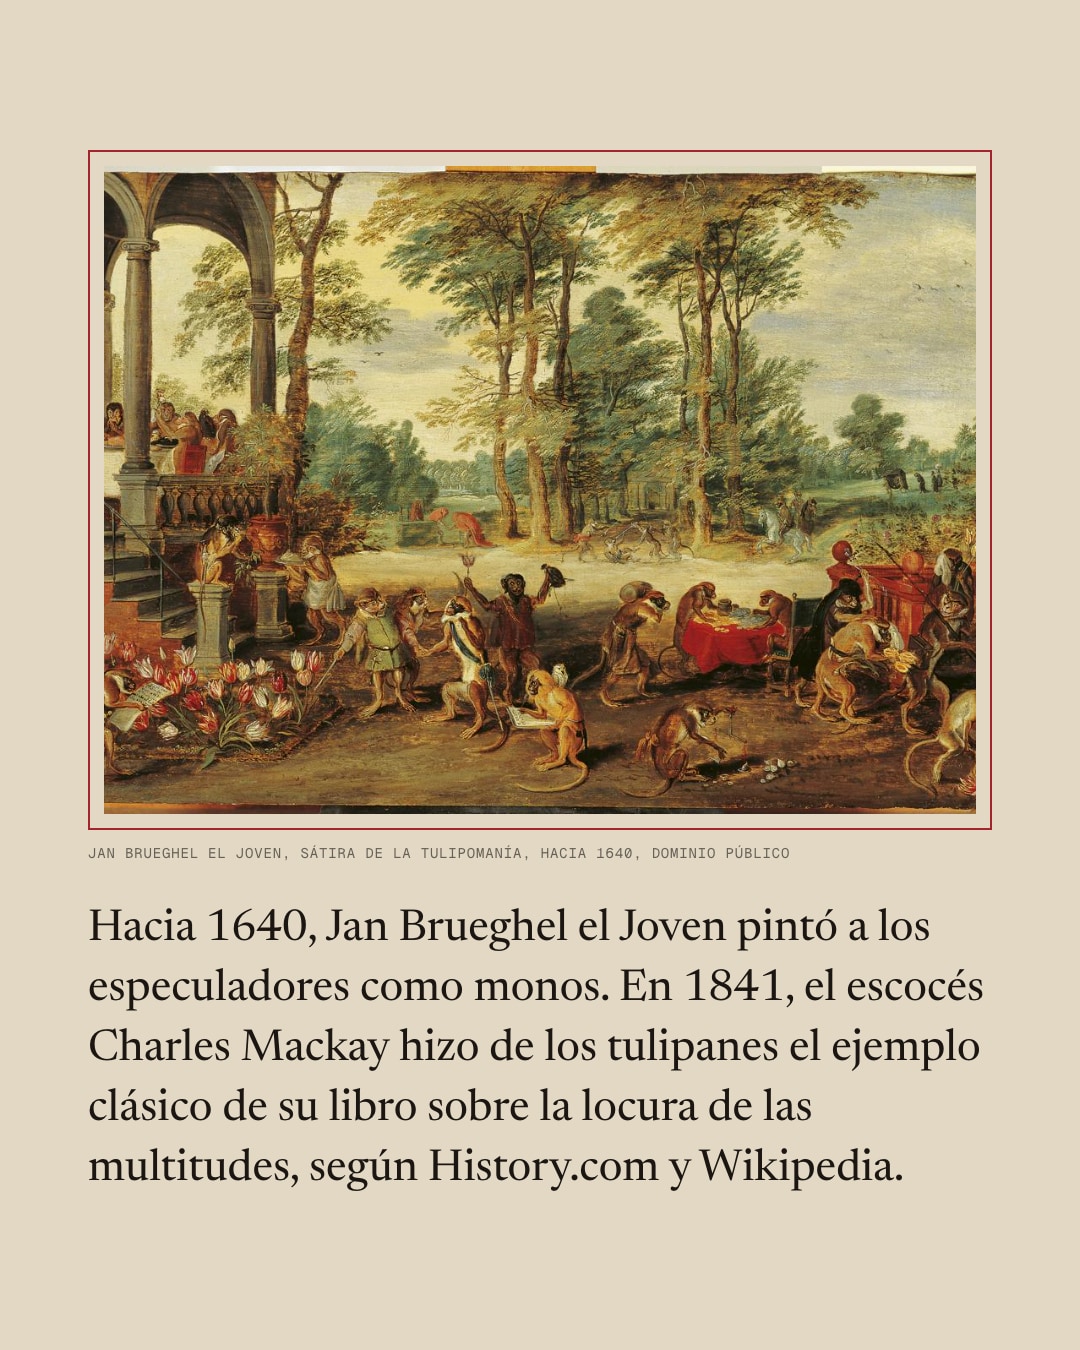 JAN BRUEGHEL EL JOVEN, SÁTIRA DE LA TULIPOMANÍA, HACIA 1640, DOMINIO PÚBLICO
Hacia 1640, Jan Brueghel el Joven pintó a los
especuladores como monos. En 1841, el escocés
Charles Mackay hizo de los tulipanes el ejemplo
clásico de su libro sobre la locura de las
multitudes, según History.com y Wikipedia.